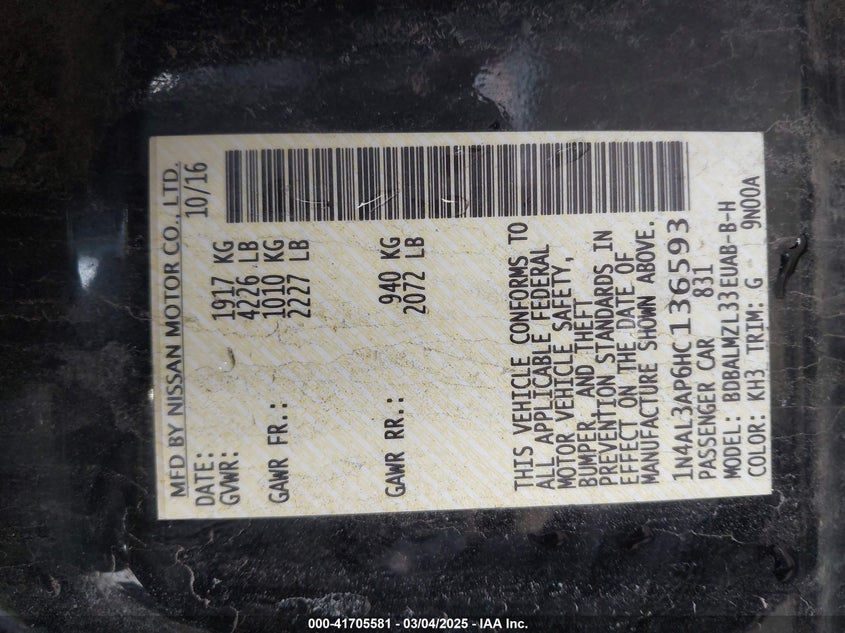 MFD BY NISSAN MOTOR CO., LTD.
DATE: 10/16
GVWR: 1917 KG
4226 LB
GAWR FR.: 1010 KG
2227 LB
GAWR RR.: 940 KG
2072 LB
THIS VEHICLE CONFORMS TO
ALL APPLICABLE FEDERAL
MOTOR VEHICLE SAFETY,
BUMPER, AND THEFT
PREVENTION STANDARDS IN
EFFECT ON THE DATE OF
MANUFACTURE SHOWN ABOVE.
1N4AL3AP6HC136593
PASSENGER CAR 831
MODEL: BDBALMZL33EUAB-B-H
COLOR: KH3 TRIM: G 9N00A
000-41705581 - 03/04/2025 - IAA Inc.